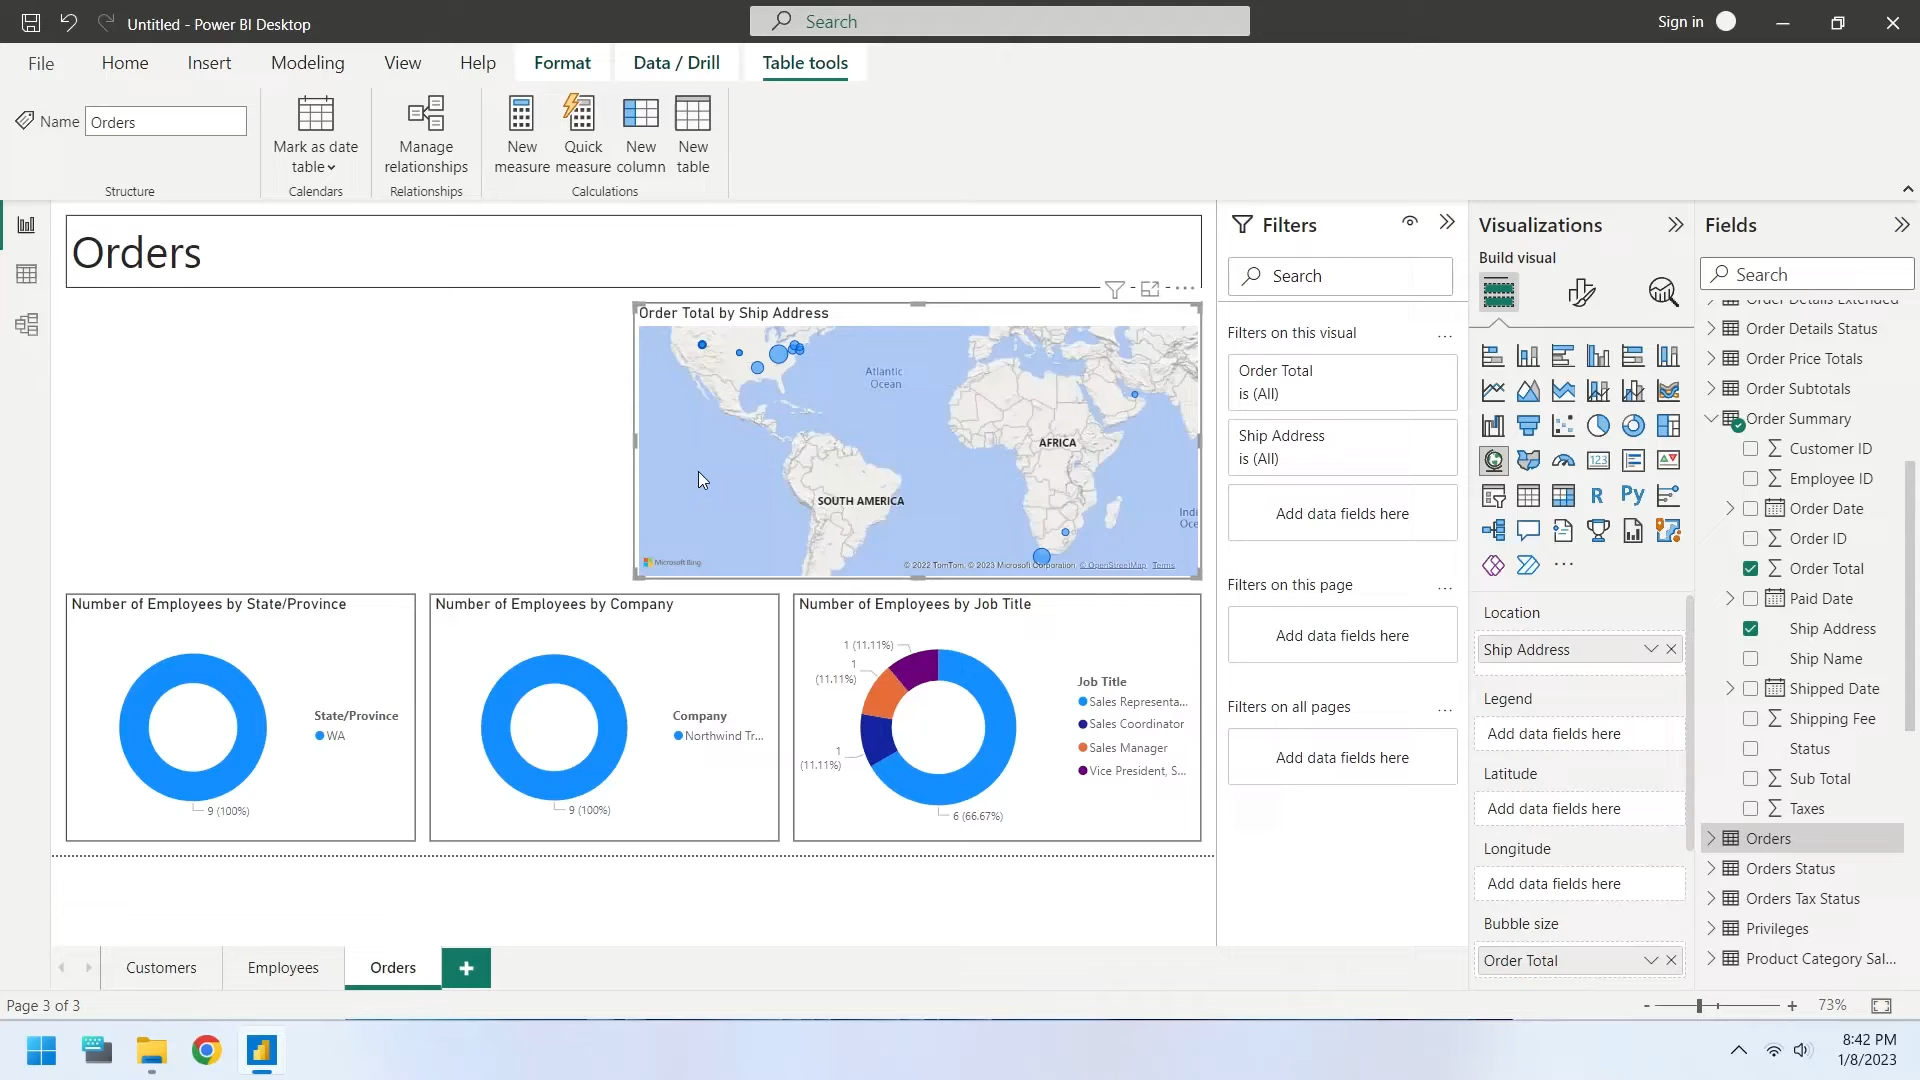 Untitled - Power BI Desktop
Search
Sign in
File
Home
Insert
Modeling
View
Help
Format
Data / Drill
Table tools
Name
Orders
Mark as date
table
Manage
relationships
New
measure
Quick
measure
New
column
New
table
Structure
Calendars
Relationships
Calculations
Orders
Order Total by Ship Address
Atlantic
Ocean
AFRICA
SOUTH AMERICA
Indi
Oce
Microsoft Bing
© 2022 TomTom, © 2023 Microsoft Corporation, © OpenStreetMap Terms
Number of Employees by State/Province
State/Province
WA
9 (100%)
Number of Employees by Company
Company
Northwind Tr...
9 (100%)
Number of Employees by Job Title
1 (11.11%)
1
(11.11%)
1
(11.11%)
6 (66.67%)
Job Title
Sales Representa...
Sales Coordinator
Sales Manager
Vice President, S...
Filters
Search
Filters on this visual
...
Order Total
is (All)
Ship Address
is (All)
Add data fields here
Filters on this page
...
Add data fields here
Filters on all pages
...
Add data fields here
Visualizations
Build visual
123
R
Py
...
Location
Ship Address
Legend
Add data fields here
Latitude
Add data fields here
Longitude
Add data fields here
Bubble size
Order Total
Fields
Search
Order Details Extended
Order Details Status
Order Price Totals
Order Subtotals
Order Summary
Customer ID
Employee ID
Order Date
Order ID
Order Total
Paid Date
Ship Address
Ship Name
Shipped Date
Shipping Fee
Status
Sub Total
Taxes
Orders
Orders Status
Orders Tax Status
Privileges
Product Category Sal...
Customers
Employees
Orders
Page 3 of 3
- + 73%
8:42 PM
1/8/2023